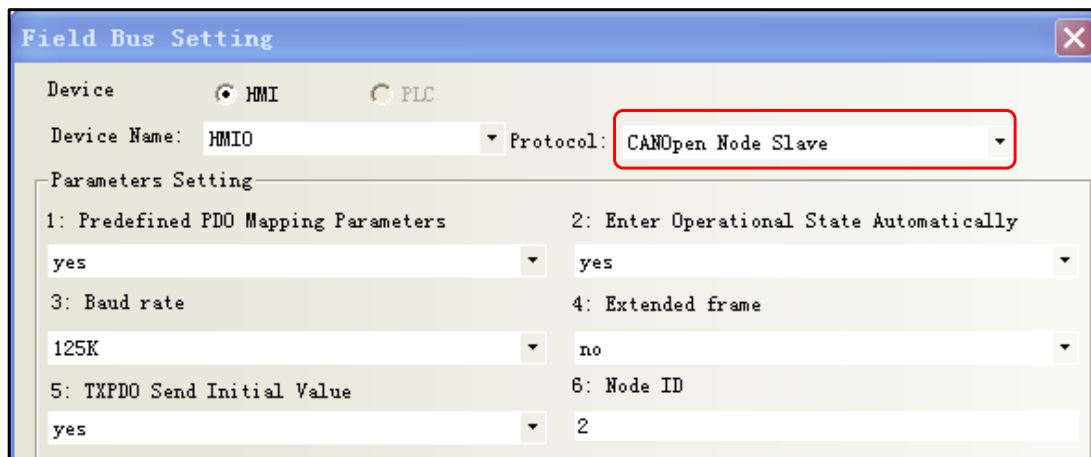 Field Bus Setting
Device HMI PLC
Device Name: HMI0 Protocol: CANOpen Node Slave
Parameters Setting
1: Predefined PDO Mapping Parameters 2: Enter Operational State Automatically
yes yes
3: Baud rate 4: Extended frame
125K no
5: TXPDO Send Initial Value 6: Node ID
yes 2